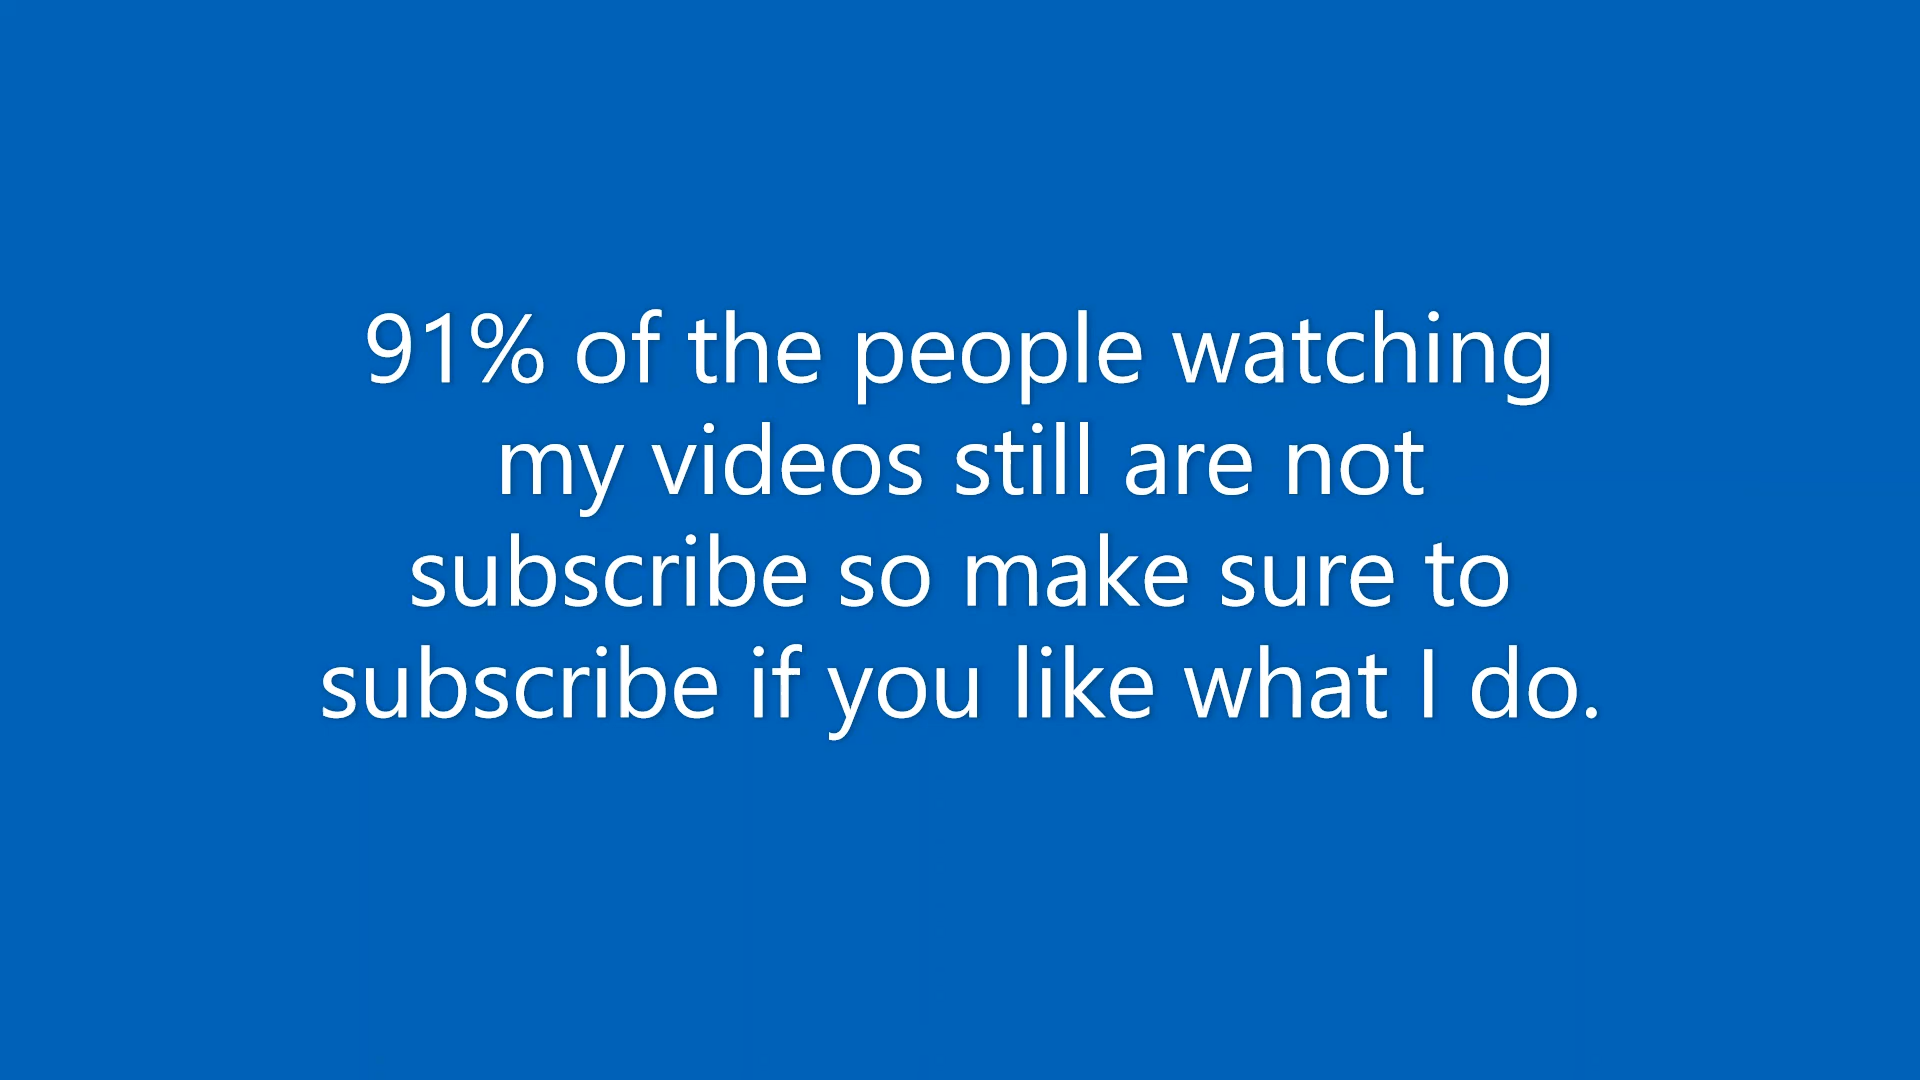 91% of the people watching
my videos still are not
subscribe so make sure to
subscribe if you like what I do.